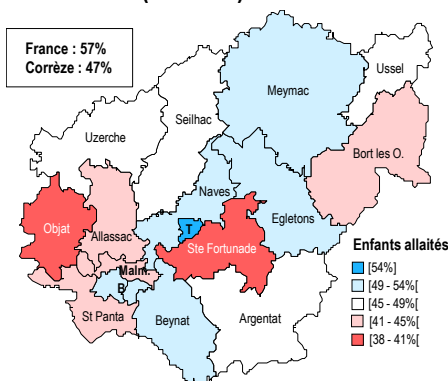 France : 57%
Corrèze : 47%
Meymac
Ussel
Seilhac
Uzerche
Bort les O.
Naves
Egletons
Objat
Allassac
T
Ste Fortunade
Malm.
B
St Panta
Beynat
Argentat
Enfants allaités
[54%]
[49 - 54%[
[45 - 49%[
[41 - 45%[
[38 - 41%[